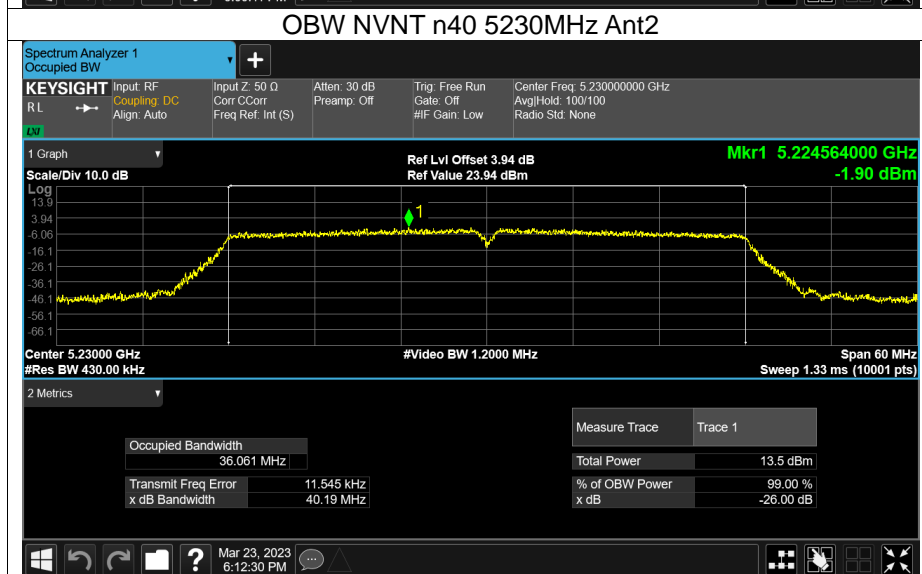 OBW NVNT n40 5230MHz Ant2
Spectrum Analyzer 1
Occupied BW
+
KEYSIGHT
R L
LXI
Input: RF
Coupling: DC
Align: Auto
Input Z: 50 Ω
Corr CCorr
Freq Ref: Int (S)
Atten: 30 dB
Preamp: Off
Trig: Free Run
Gate: Off
#IF Gain: Low
Center Freq: 5.230000000 GHz
Avg|Hold: 100/100
Radio Std: None
1 Graph
Scale/Div 10.0 dB
Ref Lvl Offset 3.94 dB
Ref Value 23.94 dBm
Mkr1 5.224564000 GHz
-1.90 dBm
Log
13.9
3.94
-6.06
-16.1
-26.1
-36.1
-46.1
-56.1
-66.1
1
Center 5.23000 GHz
#Res BW 430.00 kHz
#Video BW 1.2000 MHz
Span 60 MHz
Sweep 1.33 ms (10001 pts)
2 Metrics
Occupied Bandwidth
36.061 MHz
Transmit Freq Error 11.545 kHz
x dB Bandwidth 40.19 MHz
Measure Trace Trace 1
Total Power 13.5 dBm
% of OBW Power 99.00 %
x dB -26.00 dB
?
Mar 23, 2023
6:12:30 PM